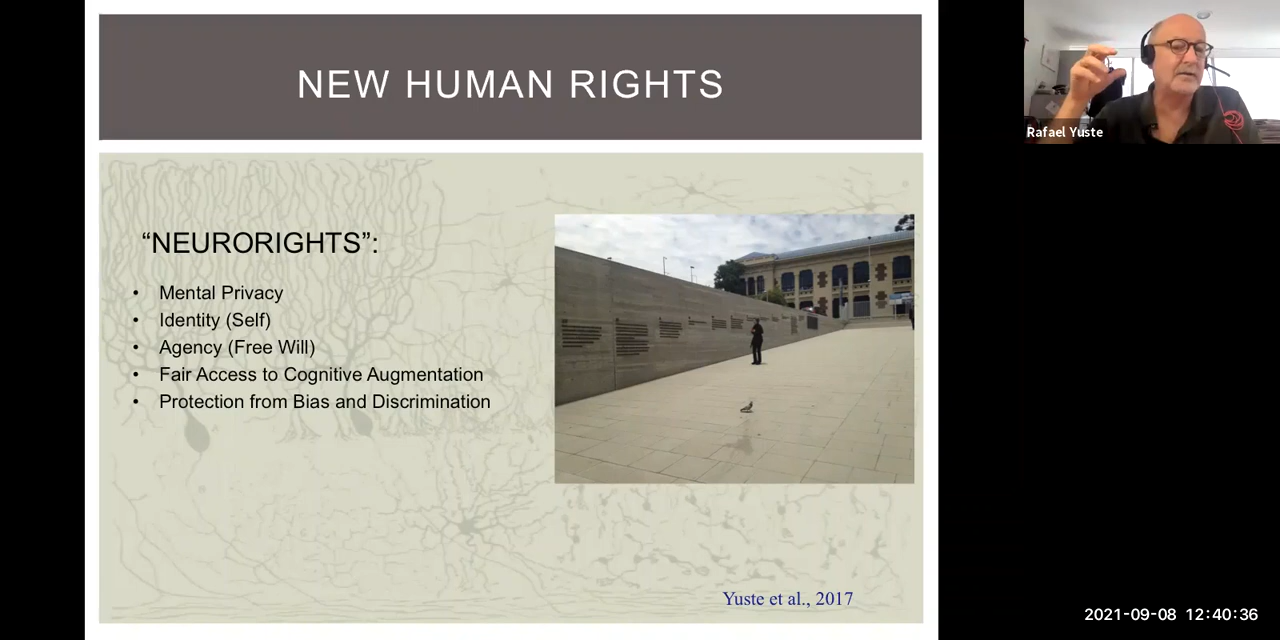 NEW HUMAN RIGHTS
“NEURORIGHTS”:
• Mental Privacy
• Identity (Self)
• Agency (Free Will)
• Fair Access to Cognitive Augmentation
• Protection from Bias and Discrimination
Yuste et al., 2017
Rafael Yuste
2021-09-08 12:40:36